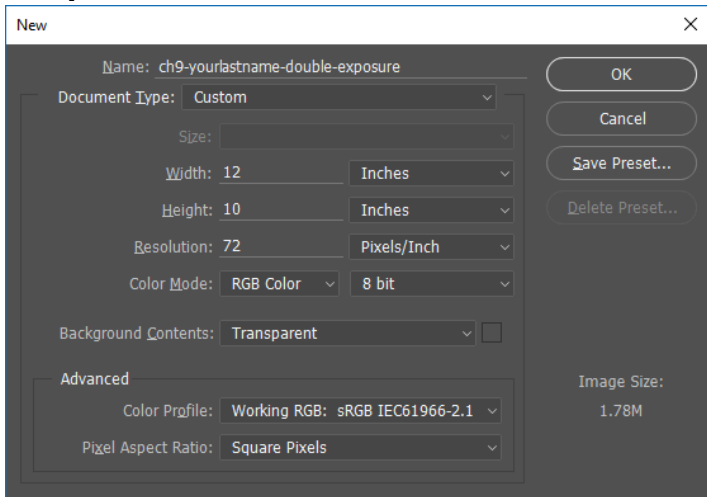 New
Name: ch9-yourlastname-double-exposure
OK
Document Type: Custom
Cancel
Size:
Save Preset...
Width: 12 Inches
Delete Preset...
Height: 10 Inches
Resolution: 72 Pixels/Inch
Color Mode: RGB Color 8 bit
Background Contents: Transparent
Advanced
Image Size:
Color Profile: Working RGB: sRGB IEC61966-2.1
1.78M
Pixel Aspect Ratio: Square Pixels